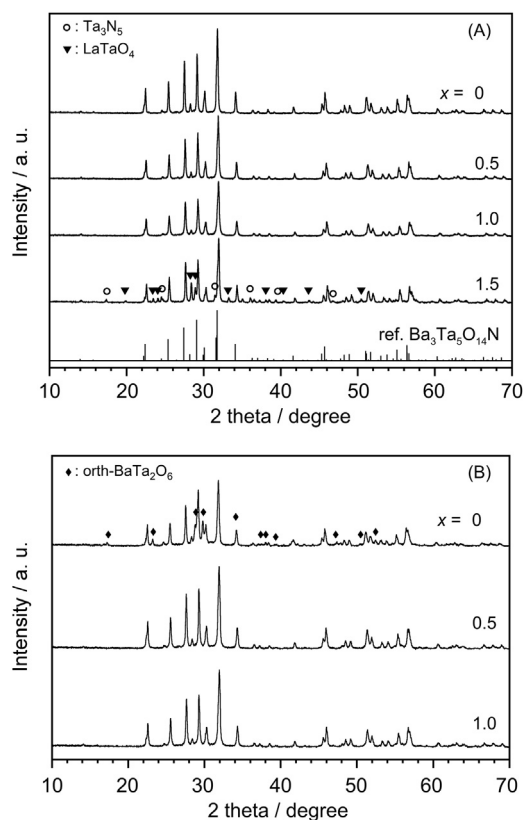 ○ : Ta₃N₅
▼ : LaTaO₄
(A)
x = 0
0.5
1.0
1.5
ref. Ba₃Ta₅O₁₄N
Intensity / a. u.
10 20 30 40 50 60 70
2 theta / degree
♦ : orth-BaTa₂O₆
(B)
x = 0
0.5
1.0
Intensity / a. u.
10 20 30 40 50 60 70
2 theta / degree